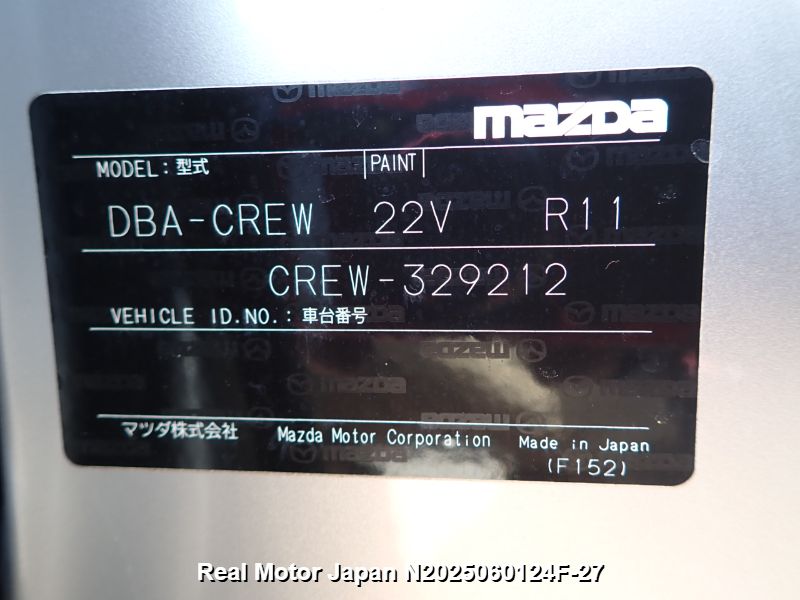 mazda
MODEL: 型式 PAINT
DBA-CREW 22V R11
CREW-329212
VEHICLE ID.NO.: 車台番号
マツダ株式会社 Mazda Motor Corporation Made in Japan
(F152)
Real Motor Japan N2025060124F-27